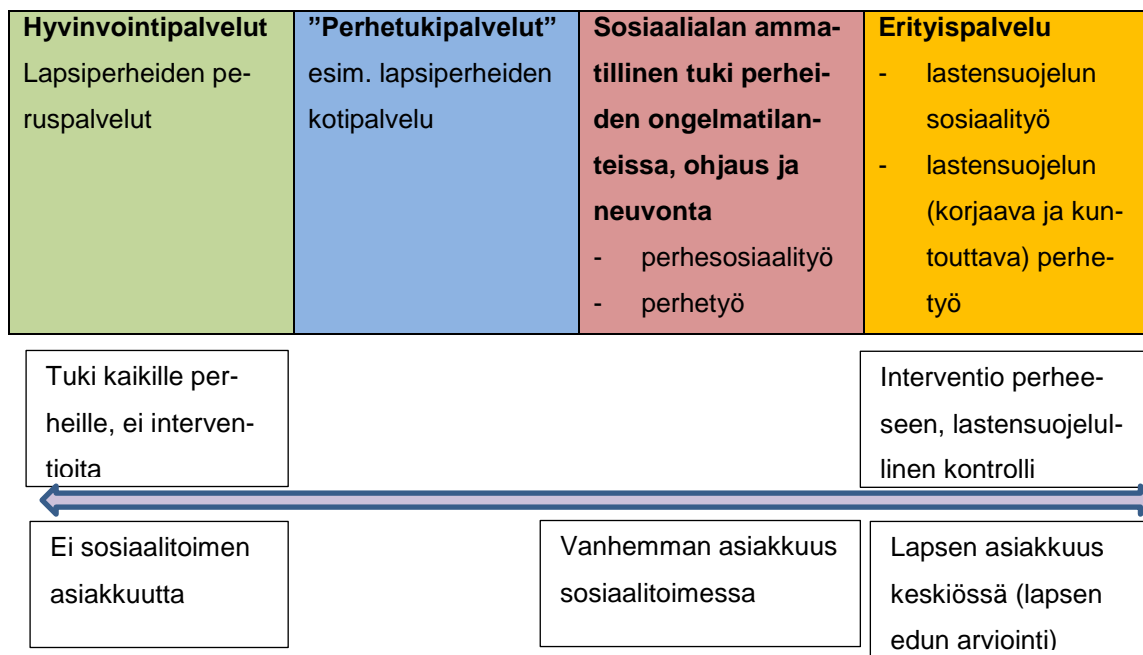 Hyvinvointipalvelut
Lapsiperheiden pe-
ruspalvelut
”Perhetukipalvelut”
esim. lapsiperheiden
kotipalvelu
Sosiaalialan amma-
tillinen tuki perhei-
den ongelmatilan-
teissa, ohjaus ja
neuvonta
- perhesosiaalityö
- perhetyö
Erityispalvelu
- lastensuojelun
sosiaalityö
- lastensuojelun
(korjaava ja kun-
touttava) perhe-
työ
Tuki kaikille per-
heille, ei interven-
tioita
Interventio perhee-
seen, lastensuojelul-
linen kontrolli
Ei sosiaalitoimen
asiakkuutta
Vanhemman asiakkuus
sosiaalitoimessa
Lapsen asiakkuus
keskiössä (lapsen
edun arviointi)